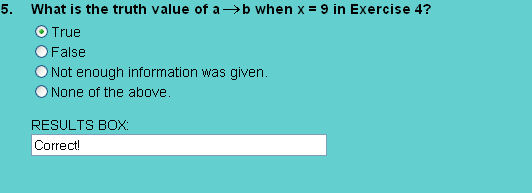 5. What is the truth value of a→b when x = 9 in Exercise 4?
True
False
Not enough information was given.
None of the above.
RESULTS BOX:
Correct!